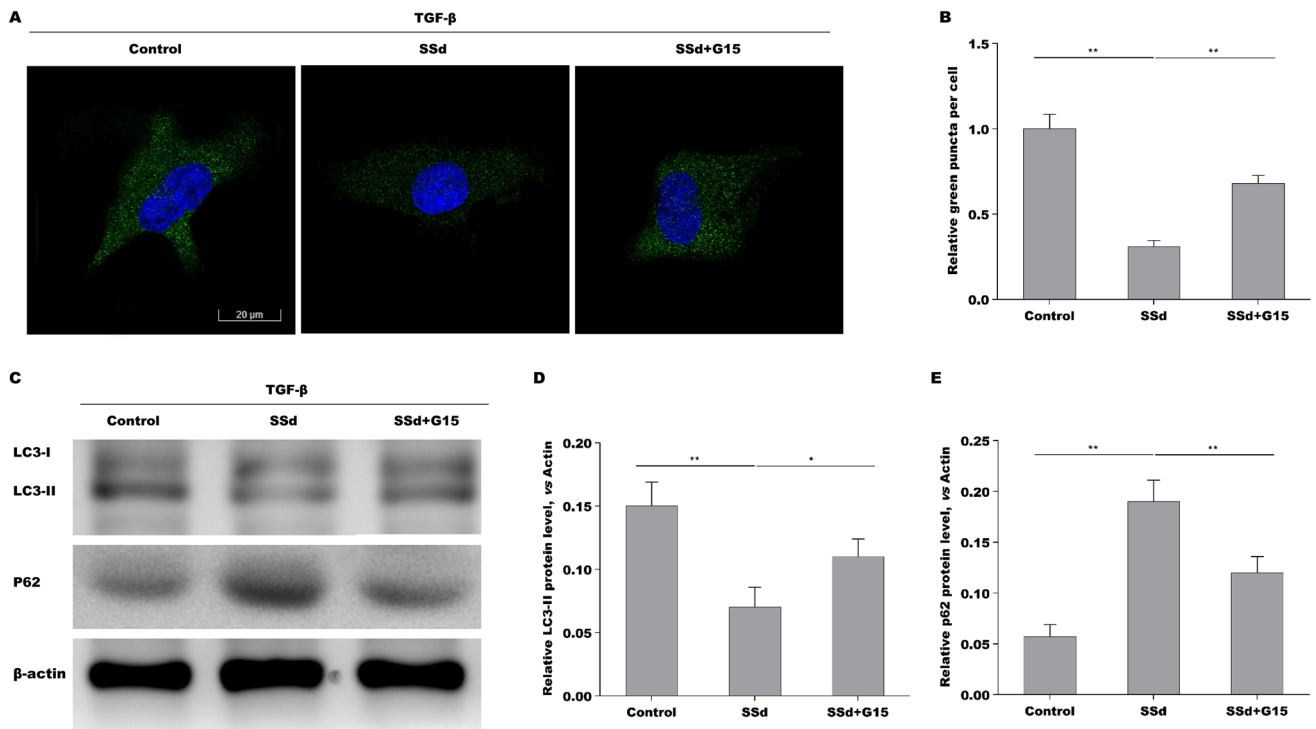 A
TGF-β
Control
SSd
SSd+G15
20 μm
B
Relative green puncta per cell
1.5
1.0
0.5
0.0
**
**
Control
SSd
SSd+G15
C
TGF-β
Control
SSd
SSd+G15
LC3-I
LC3-II
P62
β-actin
D
Relative LC3-II protein level, vs Actin
0.20
0.15
0.10
0.05
0.00
**
*
Control
SSd
SSd+G15
E
Relative p62 protein level, vs Actin
0.25
0.20
0.15
0.10
0.05
0.00
**
**
Control
SSd
SSd+G15